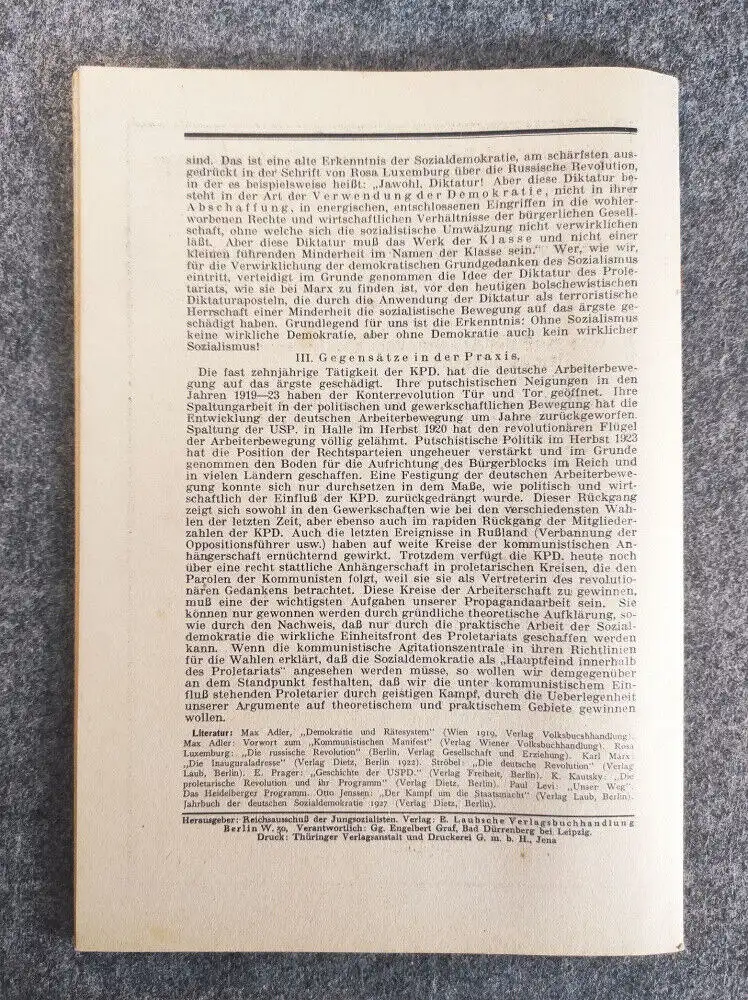 sind. Das ist eine alte Erkenntnis der Sozialdemokratie, am schärfsten aus-
gedrückt in der Schrift von Rosa Luxemburg über die Russische Revolution,
in der es beispielsweise heißt: „Jawohl, Diktatur! Aber diese Diktatur be-
steht in der Art der Verwendung der Demokratie, nicht in ihrer
Abschaffung, in energischen, entschlossenen Eingriffen in die wohler-
worbenen Rechte und wirtschaftlichen Verhältnisse der bürgerlichen Gesell-
schaft, ohne welche sich die sozialistische Umwälzung nicht verwirklichen
läßt. Aber diese Diktatur muß das Werk der Klasse und nicht einer
kleinen führenden Minderheit im Namen der Klasse sein.“ Wer, wie wir,
für die Verwirklichung der demokratischen Grundgedanken des Sozialismus
eintritt, verteidigt im Grunde genommen die Idee der Diktatur des Prole-
tariats, wie sie bei Marx zu finden ist, vor den heutigen bolschewistischen
Diktaturaposteln, die durch die Anwendung der Diktatur als terroristische
Herrschaft einer Minderheit die sozialistische Bewegung auf das ärgste ge-
schädigt haben. Grundlegend für uns ist die Erkenntnis: Ohne Sozialismus
keine wirkliche Demokratie, aber ohne Demokratie auch kein wirklicher
Sozialismus!
III. Gegensätze in der Praxis.
Die fast zehnjährige Tätigkeit der KPD. hat die deutsche Arbeiterbewe-
gung auf das ärgste geschädigt. Ihre putschistischen Neigungen in den
Jahren 1919—23 haben der Konterrevolution Tür und Tor geöffnet. Ihre
Spaltungarbeit in der politischen und gewerkschaftlichen Bewegung hat die
Entwicklung der deutschen Arbeiterbewegung um Jahre zurückgeworfen.
Spaltung der USP. in Halle im Herbst 1920 hat den revolutionären Flügel
der Arbeiterbewegung völlig gelähmt. Putschistische Politik im Herbst 1923
hat die Position der Rechtsparteien ungeheuer verstärkt und im Grunde
genommen den Boden für die Aufrichtung des Bürgerblocks im Reich und
in vielen Ländern geschaffen. Eine Festigung der deutschen Arbeiterbewe-
gung konnte sich nur durchsetzen in dem Maße, wie politisch und wirt-
schaftlich der Einfluß der KPD. zurückgedrängt wurde. Dieser Rückgang
zeigt sich sowohl in den Gewerkschaften wie bei den verschiedensten Wah-
len der letzten Zeit, aber ebenso auch im rapiden Rückgang der Mitglieder-
zahlen der KPD. Auch die letzten Ereignisse in Rußland (Verbannung der
Oppositionsführer usw.) haben auf weite Kreise der kommunistischen An-
hängerschaft ernüchternd gewirkt. Trotzdem verfügt die KPD. heute noch
über eine recht stattliche Anhängerschaft in proletarischen Kreisen, die den
Parolen der Kommunisten folgt, weil sie sie als Vertreterin des revolutio-
nären Gedankens betrachtet. Diese Kreise der Arbeiterschaft zu gewinnen,
muß eine der wichtigsten Aufgaben unserer Propagandaarbeit sein. Sie
können nur gewonnen werden durch gründliche theoretische Aufklärung, so-
wie durch den Nachweis, daß nur durch die praktische Arbeit der Sozial-
demokratie die wirkliche Einheitsfront des Proletariats geschaffen werden
kann. Wenn die kommunistische Agitationszentrale in ihren Richtlinien
für die Wahlen erklärt, daß die Sozialdemokratie als „Hauptfeind innerhalb
des Proletariats“ angesehen werden müsse, so wollen wir demgegenüber
an dem Standpunkt festhalten, daß wir die unter kommunistischem Ein-
fluß stehenden Proletarier durch geistigen Kampf, durch die Ueberlegenheit
unserer Argumente auf theoretischem und praktischem Gebiete gewinnen
wollen.
Literatur: Max Adler, „Demokratie und Rätesystem“ (Wien 1919, Verlag Volksbucshhandlung).
Max Adler: Vorwort zum „Kommunistischen Manifest“ (Verlag Wiener Volksbuchhandlung). Rosa
Luxemburg: „Die russische Revolution“ (Berlin, Verlag Gesellschaft und Erziehung). Karl Marx:
„Die Inauguraladresse“ (Verlag Dietz, Berlin 1922). Ströbel: „Die deutsche Revolution“ (Verlag
Laub, Berlin). E. Prager: „Geschichte der USPD.“ (Verlag Freiheit, Berlin). K. Kautsky: „Die
proletarische Revolution und ihr Programm“ (Verlag Dietz, Berlin). Paul Levi: „Unser Weg“.
Das Heidelberger Programm. Otto Jenssen: „Der Kampf um die Staatsmacht“ (Verlag Laub, Berlin).
Jahrbuch der deutschen Sozialdemokratie 1927 (Verlag Dietz, Berlin).
Herausgeber: Reichsausschuß der Jungsozialisten. Verlag: E. Laubsche Verlagsbuchhandlung
Berlin W. 30, Verantwortlich: Gg. Engelbert Graf, Bad Dürrenberg bei Leipzig.
Druck: Thüringer Verlagsanstalt und Druckerei G. m. b. H., Jena